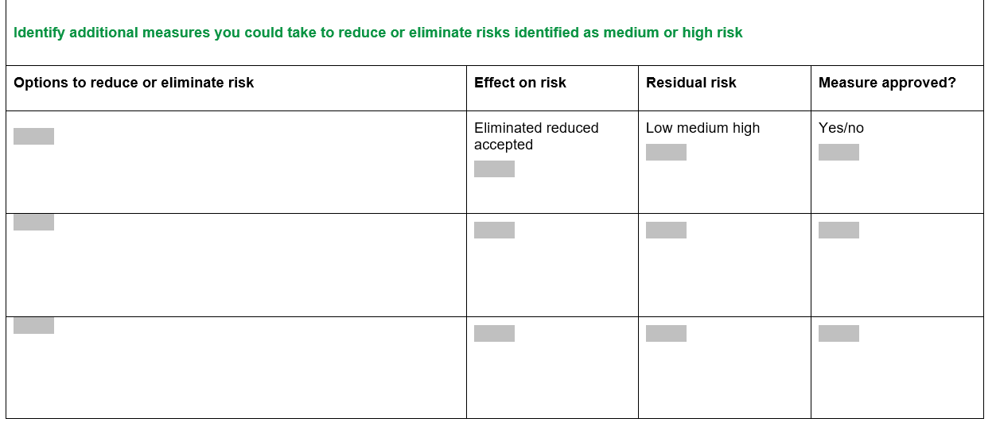 Identify additional measures you could take to reduce or eliminate risks identified as medium or high risk
Options to reduce or eliminate risk
Effect on risk
Residual risk
Measure approved?
Eliminated reduced
accepted
Low medium high
Yes/no